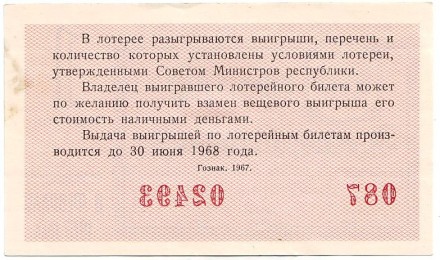 В лотерее разыгрываются выигрыши, перечень и
количество которых установлены условиями лотереи,
утвержденными Советом Министров республики.
Владелец выигравшего лотерейного билета может
по желанию получить взамен вещевого выигрыша его
стоимость наличными деньгами.
Выдача выигрышей по лотерейным билетам произ-
водится до 30 июня 1968 года.
Гознак. 1967.
02493 087